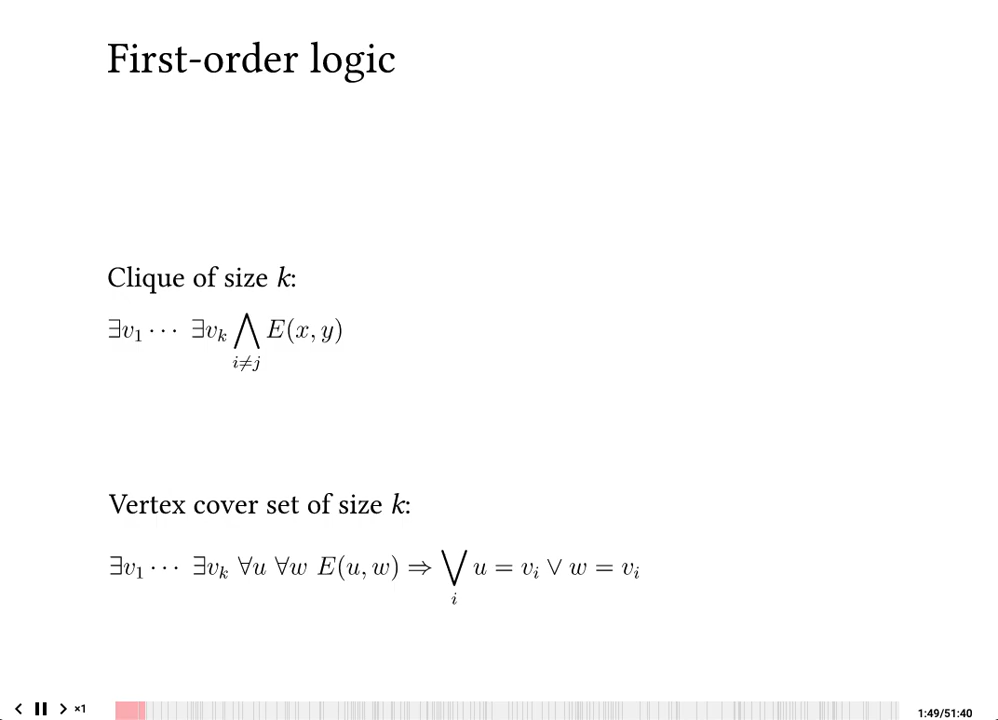 First-order logic
Clique of size k:
∃v₁ ⋯ ∃vₖ ⋀ E(x, y)
i≠j
Vertex cover set of size k:
∃v₁ ⋯ ∃vₖ ∀u ∀w E(u, w) ⇒ ⋁ u = vᵢ ∨ w = vᵢ
i
×1
1:49/51:40